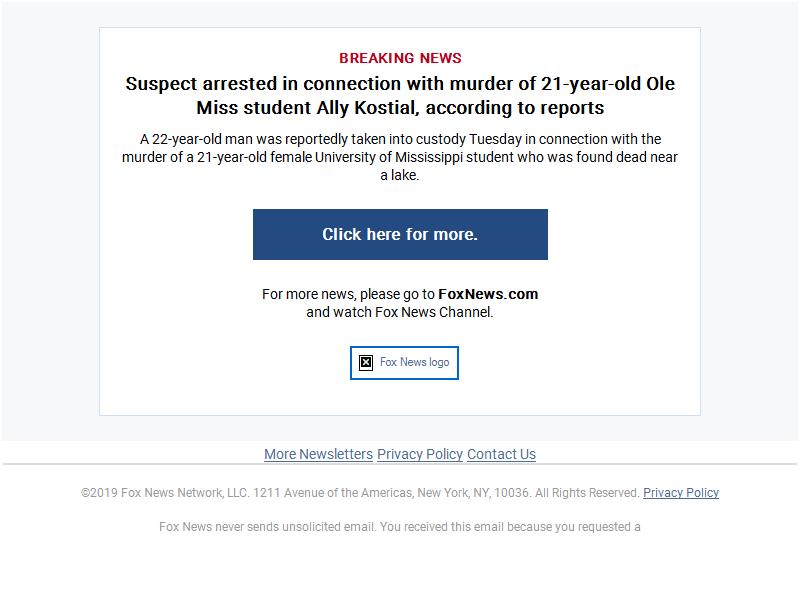 BREAKING NEWS
Suspect arrested in connection with murder of 21-year-old Ole
Miss student Ally Kostial, according to reports
A 22-year-old man was reportedly taken into custody Tuesday in connection with the
murder of a 21-year-old female University of Mississippi student who was found dead near
a lake.
Click here for more.
For more news, please go to FoxNews.com
and watch Fox News Channel.
Fox News logo
More Newsletters Privacy Policy Contact Us
©2019 Fox News Network, LLC. 1211 Avenue of the Americas, New York, NY, 10036. All Rights Reserved. Privacy Policy
Fox News never sends unsolicited email. You received this email because you requested a